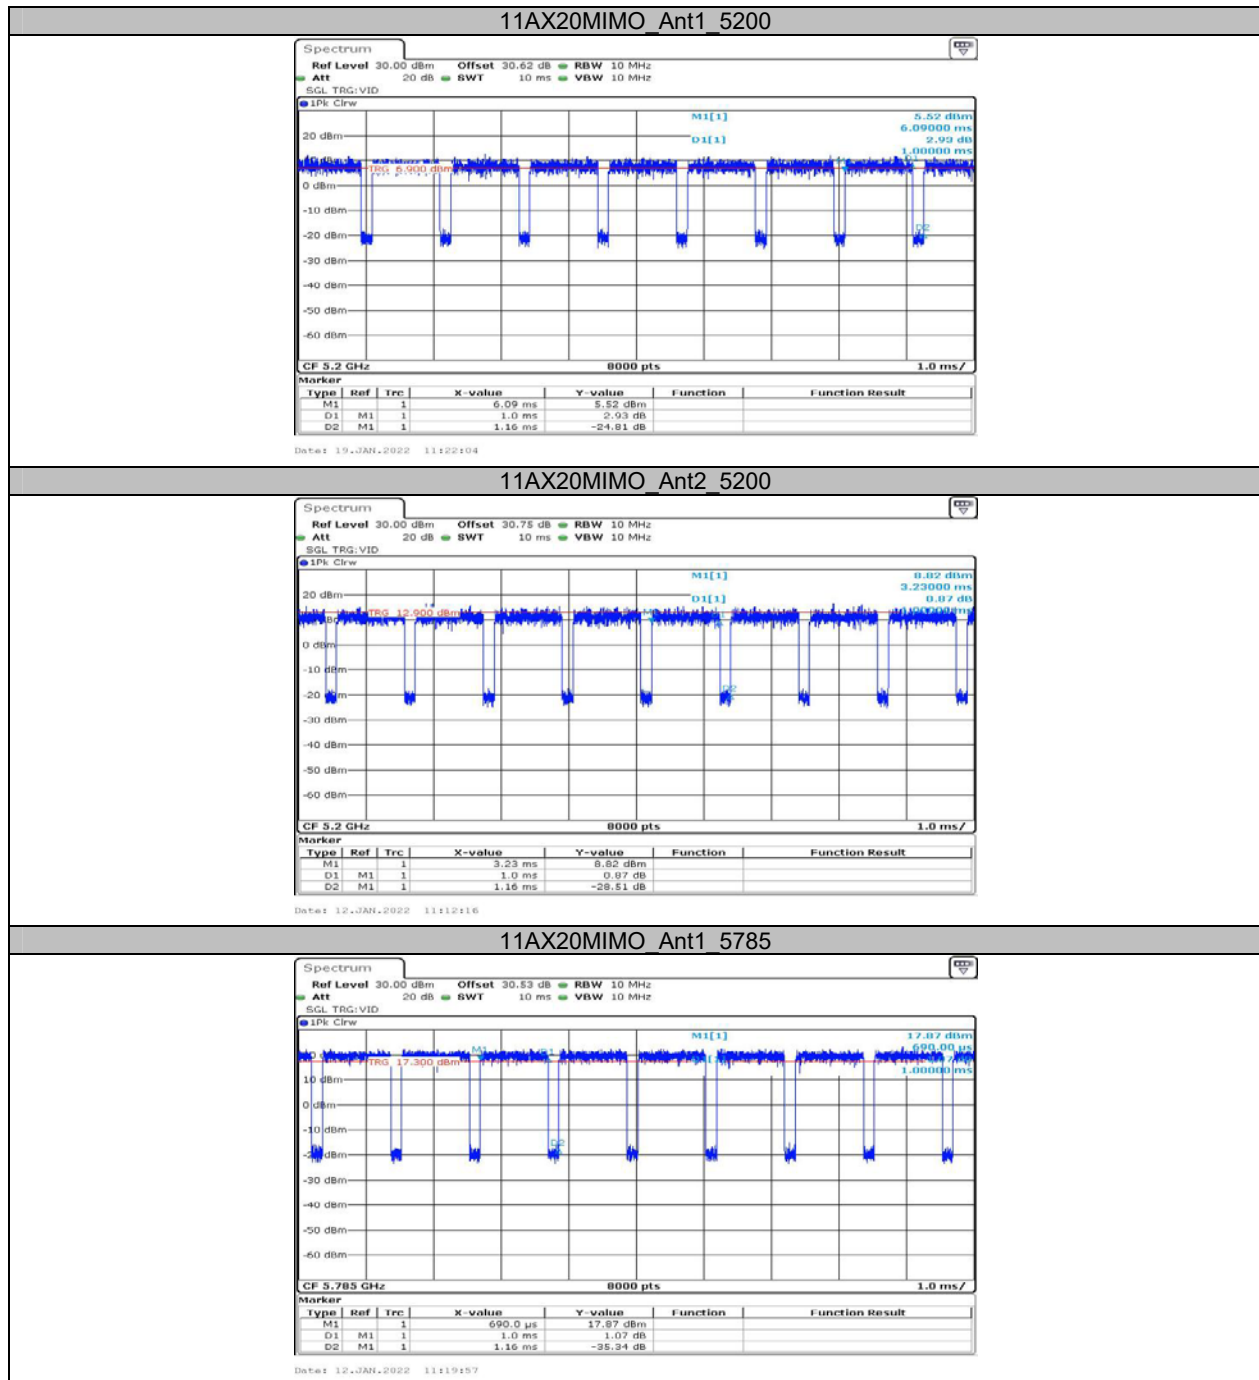 11AX20MIMO_Ant1_5200
Spectrum
Ref Level 30.00 dBm Offset 30.62 dB RBW 10 MHz
Att 20 dB SWT 10 ms VBW 10 MHz
SGL TRG:VID
1Pk Clrw
M1[1] 5.52 dBm
6.09000 ms
D1[1] 2.93 dB
1.00000 ms
20 dBm
TRG 6.900 dBm
0 dBm
-10 dBm
-20 dBm
D2
-30 dBm
-40 dBm
-50 dBm
-60 dBm
CF 5.2 GHz 8000 pts 1.0 ms/
Marker
Type Ref Trc X-value Y-value Function Function Result
M1 1 6.09 ms 5.52 dBm
D1 M1 1 1.0 ms 2.93 dB
D2 M1 1 1.16 ms -24.81 dB
Date: 19.JAN.2022 11:22:04
11AX20MIMO_Ant2_5200
Spectrum
Ref Level 30.00 dBm Offset 30.75 dB RBW 10 MHz
Att 20 dB SWT 10 ms VBW 10 MHz
SGL TRG:VID
1Pk Clrw
M1[1] 8.82 dBm
3.23000 ms
20 dBm D1[1] 0.87 dB
TRG 12.900 dBm
0 dBm
-10 dBm
D2
-30 dBm
-40 dBm
-50 dBm
-60 dBm
CF 5.2 GHz 8000 pts 1.0 ms/
Marker
Type Ref Trc X-value Y-value Function Function Result
M1 1 3.23 ms 8.82 dBm
D1 M1 1 1.0 ms 0.87 dB
D2 M1 1 1.16 ms -28.51 dB
Date: 12.JAN.2022 11:12:16
11AX20MIMO_Ant1_5785
Spectrum
Ref Level 30.00 dBm Offset 30.53 dB RBW 10 MHz
Att 20 dB SWT 10 ms VBW 10 MHz
SGL TRG:VID
1Pk Clrw
M1[1] 17.87 dBm
690.00 µs
M1
TRG 17.300 dBm
1.00000 ms
10 dBm
0 dBm
-10 dBm
D2
-30 dBm
-40 dBm
-50 dBm
-60 dBm
CF 5.785 GHz 8000 pts 1.0 ms/
Marker
Type Ref Trc X-value Y-value Function Function Result
M1 1 690.0 µs 17.87 dBm
D1 M1 1 1.0 ms 1.07 dB
D2 M1 1 1.16 ms -35.34 dB
Date: 12.JAN.2022 11:19:57